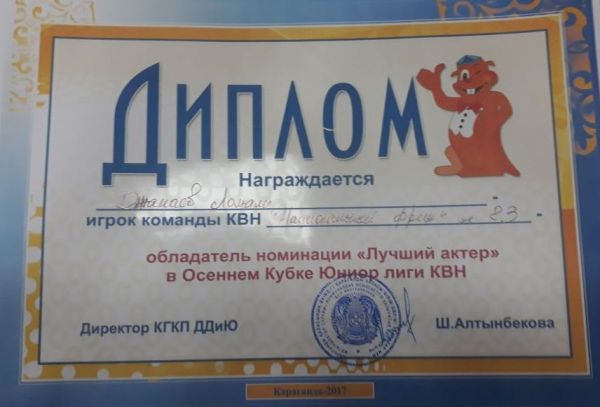 ДИПЛОМ
Награждается
игрок команды КВН 23
обладатель номинации «Лучший актер»
в Осеннем Кубке Юниор лиги КВН
Директор КГКП ДДиЮ Ш.Алтынбекова
Караганда-2017